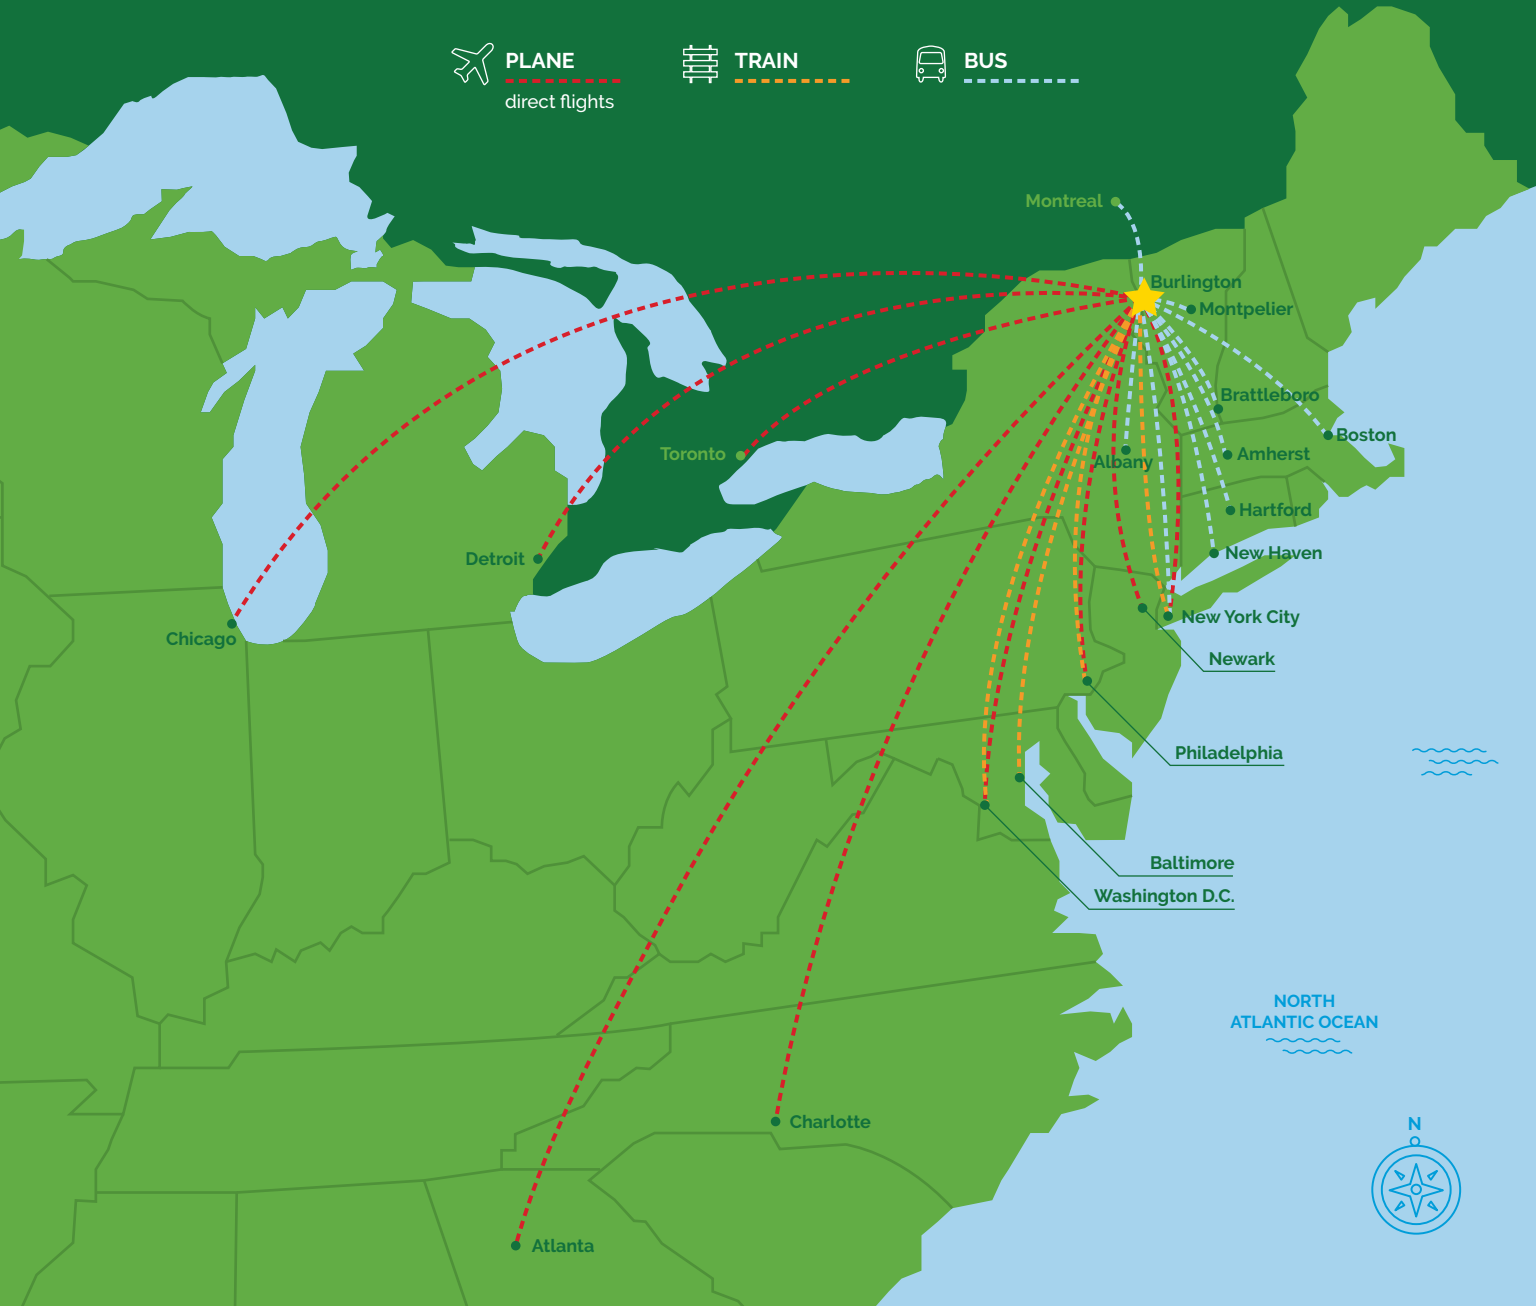 PLANE
direct flights
TRAIN
BUS
Montreal
Burlington
Montpelier
Brattleboro
Boston
Toronto
Albany
Amherst
Hartford
Detroit
New Haven
New York City
Chicago
Newark
Philadelphia
Baltimore
Washington D.C.
NORTH
ATLANTIC OCEAN
Charlotte
N
Atlanta